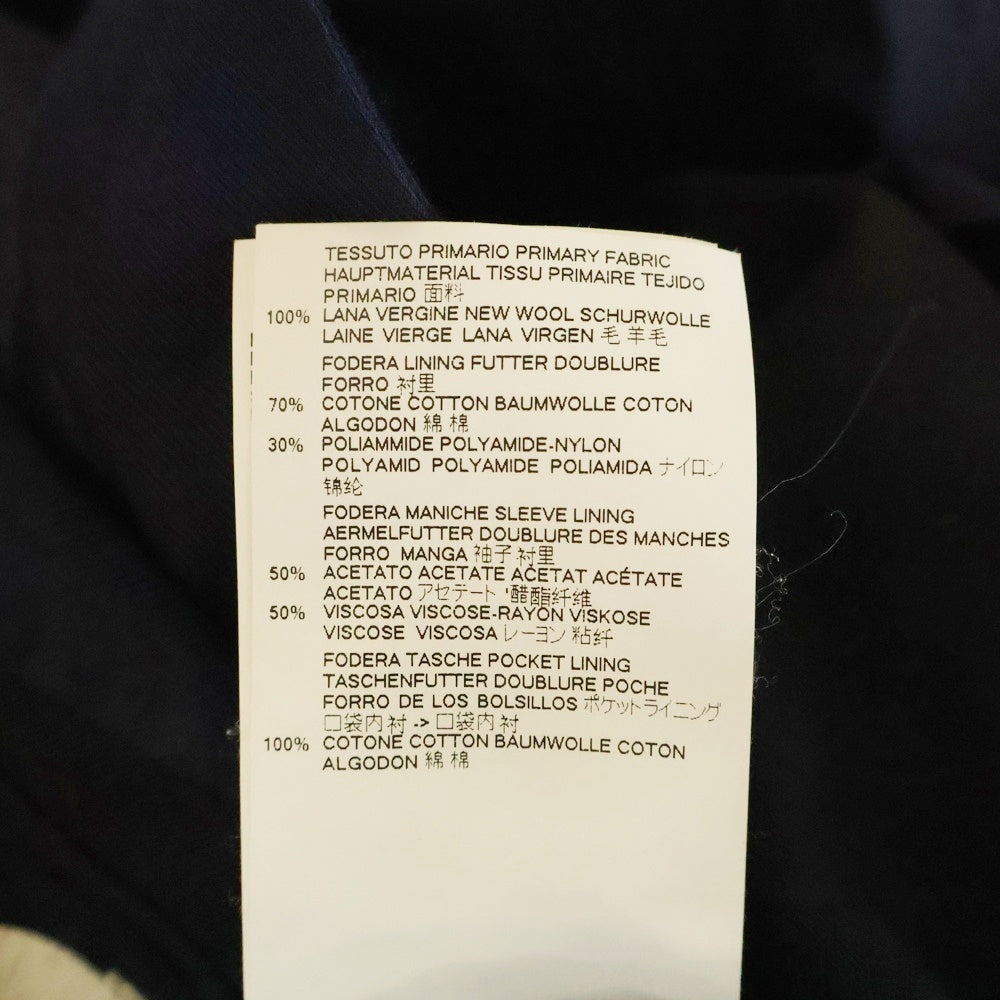 TESSUTO PRIMARIO PRIMARY FABRIC
HAUPTMATERIAL TISSU PRIMAIRE TEJIDO
PRIMARIO 面料
100% LANA VERGINE NEW WOOL SCHURWOLLE
LAINE VIERGE LANA VIRGEN 毛 羊毛
FODERA LINING FUTTER DOUBLURE
FORRO 衬里
70% COTONE COTTON BAUMWOLLE COTON
ALGODON 綿 棉
30% POLIAMMIDE POLYAMIDE-NYLON
POLYAMID POLYAMIDE POLIAMIDA ナイロン
锦纶
FODERA MANICHE SLEEVE LINING
AERMELFUTTER DOUBLURE DES MANCHES
FORRO MANGA 袖子 衬里
50% ACETATO ACETATE ACETAT ACÉTATE
ACETATO アセテート '醋酯纤维
50% VISCOSA VISCOSE-RAYON VISKOSE
VISCOSE VISCOSA レーヨン 粘纤
FODERA TASCHE POCKET LINING
TASCHENFUTTER DOUBLURE POCHE
FORRO DE LOS BOLSILLOS ポケットライニング
口袋内衬 -> 口袋内衬
100% COTONE COTTON BAUMWOLLE COTON
ALGODON 綿 棉